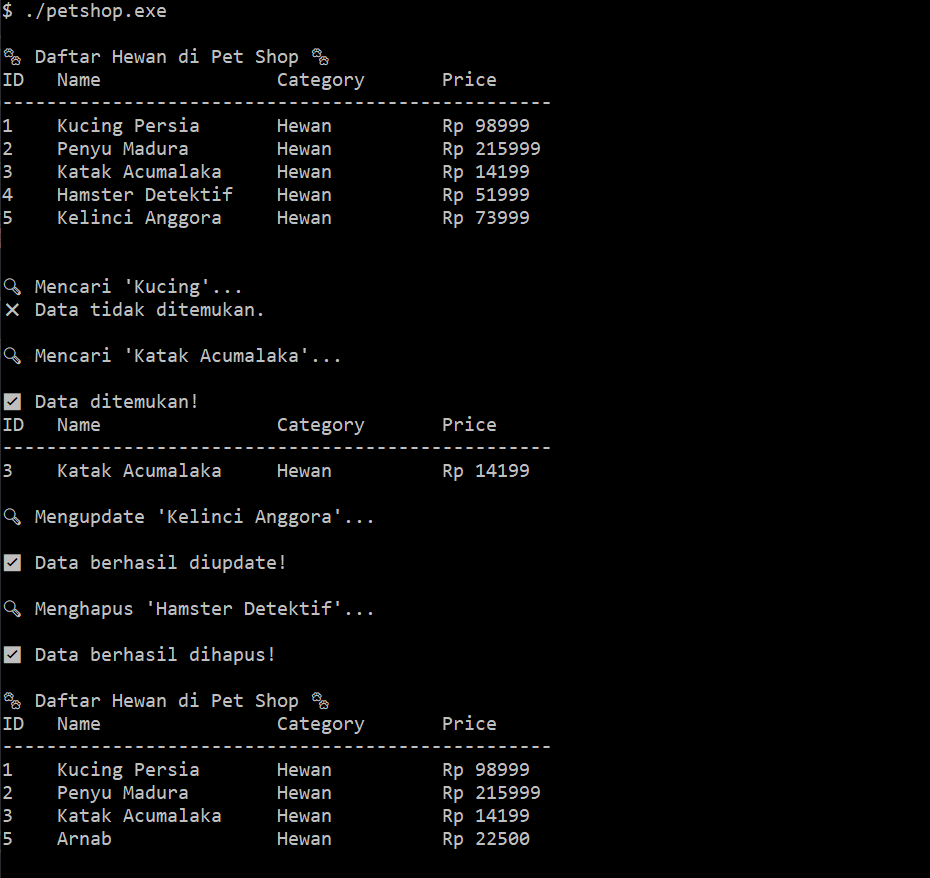 $ ./petshop.exe
🐾 Daftar Hewan di Pet Shop 🐾
ID   Name                Category       Price
--------------------------------------------------
1    Kucing Persia       Hewan          Rp 98999
2    Penyu Madura        Hewan          Rp 215999
3    Katak Acumalaka     Hewan          Rp 14199
4    Hamster Detektif    Hewan          Rp 51999
5    Kelinci Anggora     Hewan          Rp 73999
🔍 Mencari 'Kucing'...
❌ Data tidak ditemukan.
🔍 Mencari 'Katak Acumalaka'...
✅ Data ditemukan!
ID   Name                Category       Price
--------------------------------------------------
3    Katak Acumalaka     Hewan          Rp 14199
🔍 Mengupdate 'Kelinci Anggora'...
✅ Data berhasil diupdate!
🔍 Menghapus 'Hamster Detektif'...
✅ Data berhasil dihapus!
🐾 Daftar Hewan di Pet Shop 🐾
ID   Name                Category       Price
--------------------------------------------------
1    Kucing Persia       Hewan          Rp 98999
2    Penyu Madura        Hewan          Rp 215999
3    Katak Acumalaka     Hewan          Rp 14199
5    Arnab               Hewan          Rp 22500